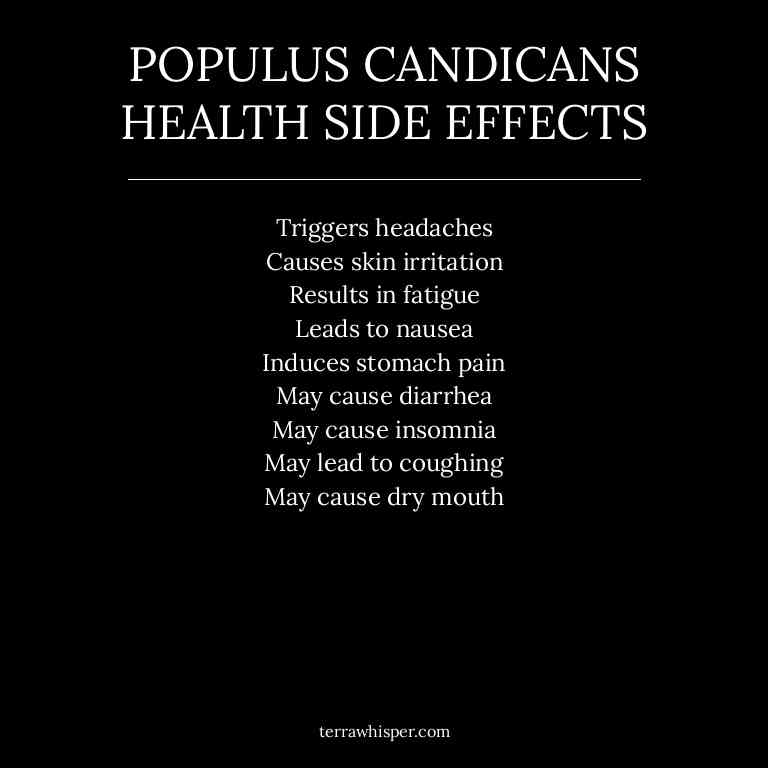 POPULUS CANDICANS
HEALTH SIDE EFFECTS
Triggers headaches
Causes skin irritation
Results in fatigue
Leads to nausea
Induces stomach pain
May cause diarrhea
May cause insomnia
May lead to coughing
May cause dry mouth
terrawhisper.com